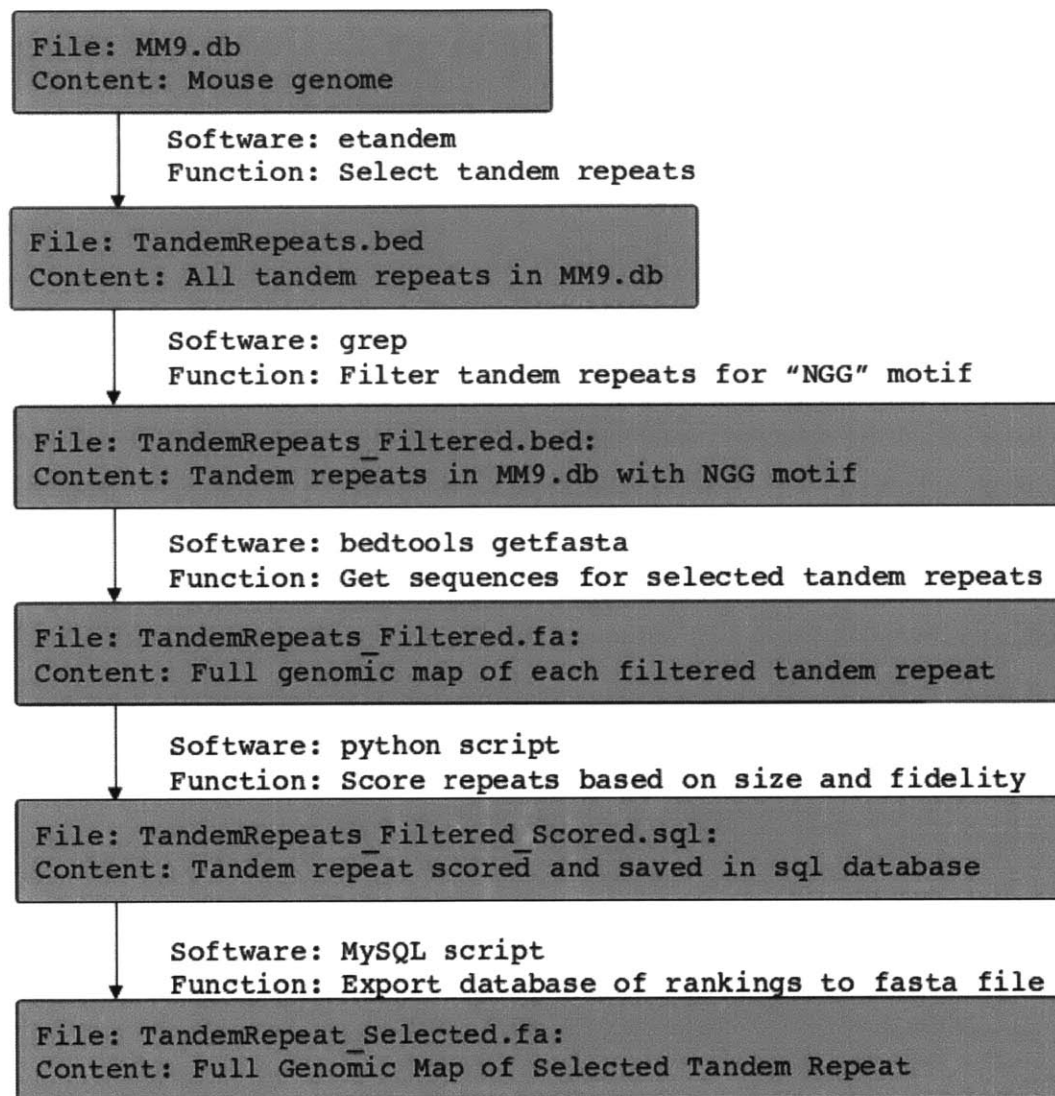 File: MM9.db
Content: Mouse genome
Software: etandem
Function: Select tandem repeats
File: TandemRepeats.bed
Content: All tandem repeats in MM9.db
Software: grep
Function: Filter tandem repeats for “NGG” motif
File: TandemRepeats_Filtered.bed:
Content: Tandem repeats in MM9.db with NGG motif
Software: bedtools getfasta
Function: Get sequences for selected tandem repeats
File: TandemRepeats_Filtered.fa:
Content: Full genomic map of each filtered tandem repeat
Software: python script
Function: Score repeats based on size and fidelity
File: TandemRepeats_Filtered_Scored.sql:
Content: Tandem repeat scored and saved in sql database
Software: MySQL script
Function: Export database of rankings to fasta file
File: TandemRepeat_Selected.fa:
Content: Full Genomic Map of Selected Tandem Repeat